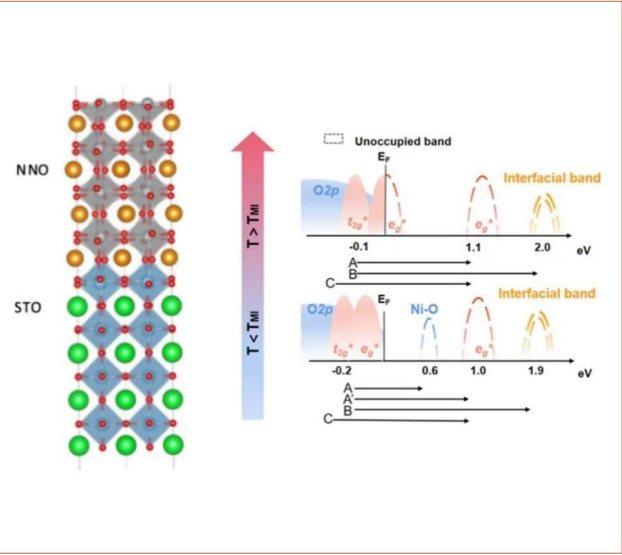 NNO
STO
T > TMI
T < TMI
Unoccupied band
EF
O2p
t2g*
eg*
eg*
Interfacial band
-0.1
1.1
2.0
eV
A
B
C
O2p
EF
Ni-O
Interfacial band
t2g*
eg*
eg*
-0.2
0.6
1.0
1.9
eV
A
A'
B
C